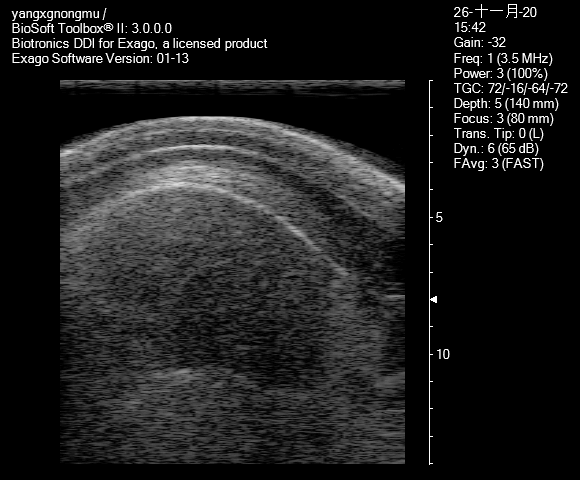 yangxgnongmu /
BioSoft Toolbox® II: 3.0.0.0
Biotronics DDI for Exago, a licensed product
Exago Software Version: 01-13
26-十一月-20
15:42
Gain: -32
Freq: 1 (3.5 MHz)
Power: 3 (100%)
TGC: 72/-16/-64/-72
Depth: 5 (140 mm)
Focus: 3 (80 mm)
Trans. Tip: 0 (L)
Dyn.: 6 (65 dB)
FAvg: 3 (FAST)
5
10